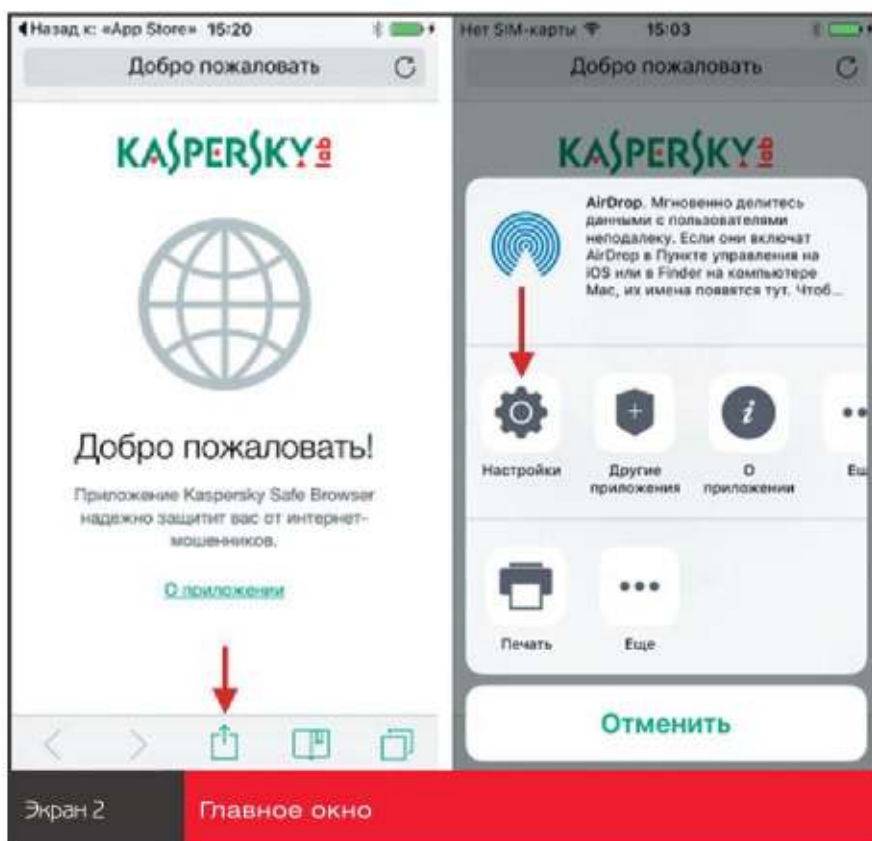 Назад к: «App Store» 15:20
Добро пожаловать
KASPERSKY lab
Добро пожаловать!
Приложение Kaspersky Safe Browser
надежно защитит вас от интернет-
мошенников.
О приложении
Нет SIM-карты 15:03
Добро пожаловать
KASPERSKY lab
AirDrop. Мгновенно делитесь
данными с пользователями
неподалеку. Если они включат
AirDrop в Пункте управления на
iOS или в Finder на компьютере
Mac, их имена появятся тут. Чтоб...
Настройки
Другие
приложения
О
приложении
Ещ
Печать
Еще
Отменить
Экран 2
Главное окно